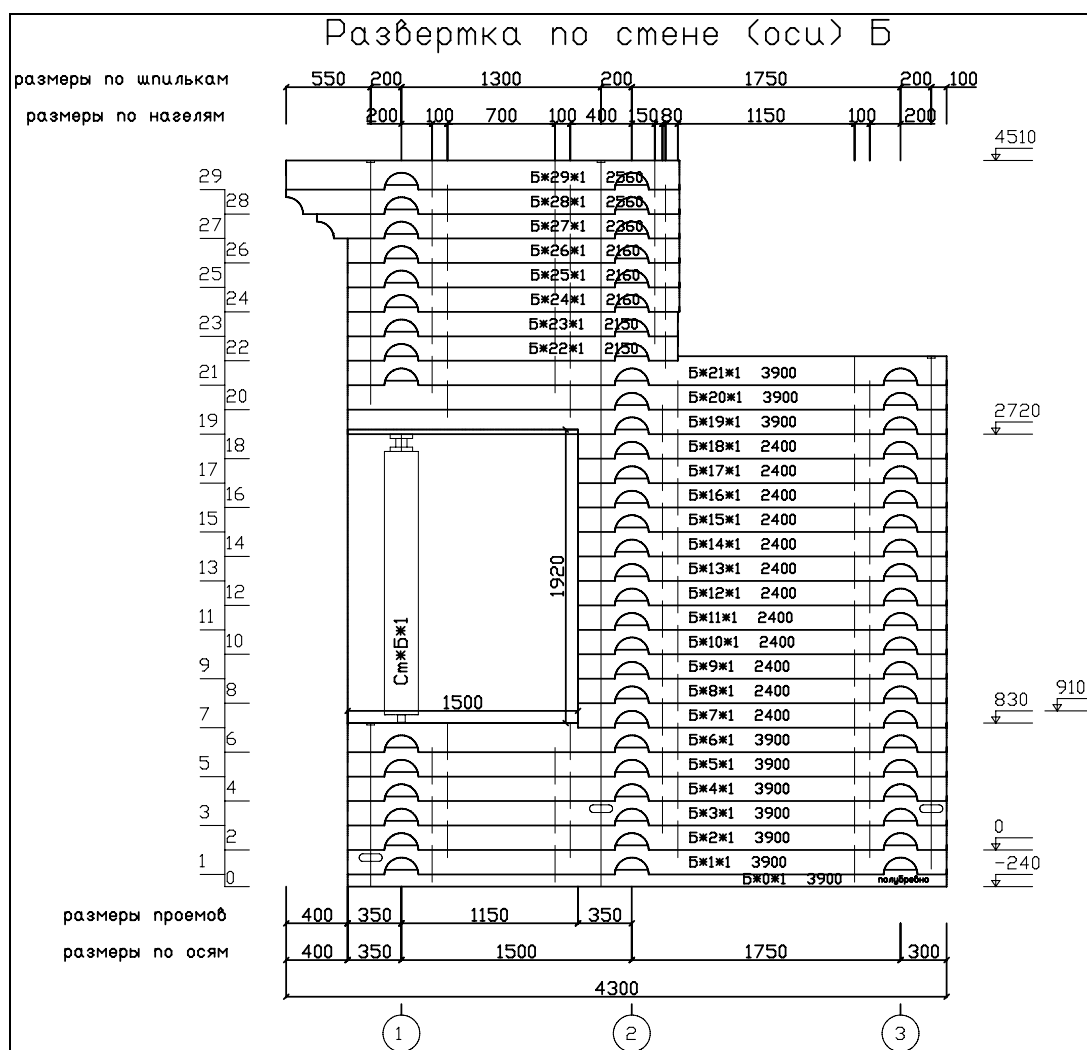 Развертка по стене (оси) Б
размеры по шпилькам 550 200 1300 200 1750 200 100
размеры по нагелям 200 100 700 100 400 150 80 1150 100 200
4510
29 Б*29*1 2560
28 Б*28*1 2560
27 Б*27*1 2360
26 Б*26*1 2160
25 Б*25*1 2160
24 Б*24*1 2160
23 Б*23*1 2150
22 Б*22*1 2150
21 Б*21*1 3900
20 Б*20*1 3900
19 Б*19*1 3900 2720
18 Б*18*1 2400
17 Б*17*1 2400
16 Б*16*1 2400
15 Б*15*1 2400
14 Б*14*1 2400
13 Б*13*1 2400
1920
12 Б*12*1 2400
11 Б*11*1 2400
Ст*Б*1
10 Б*10*1 2400
9 Б*9*1 2400
8 Б*8*1 2400
1500
7 Б*7*1 2400 830 910
6 Б*6*1 3900
5 Б*5*1 3900
4 Б*4*1 3900
3 Б*3*1 3900
2 Б*2*1 3900 0
1 Б*1*1 3900 -240
0 Б*0*1 3900 полубревно
размеры проемов 400 350 1150 350
размеры по осям 400 350 1500 1750 300
4300
1 2 3